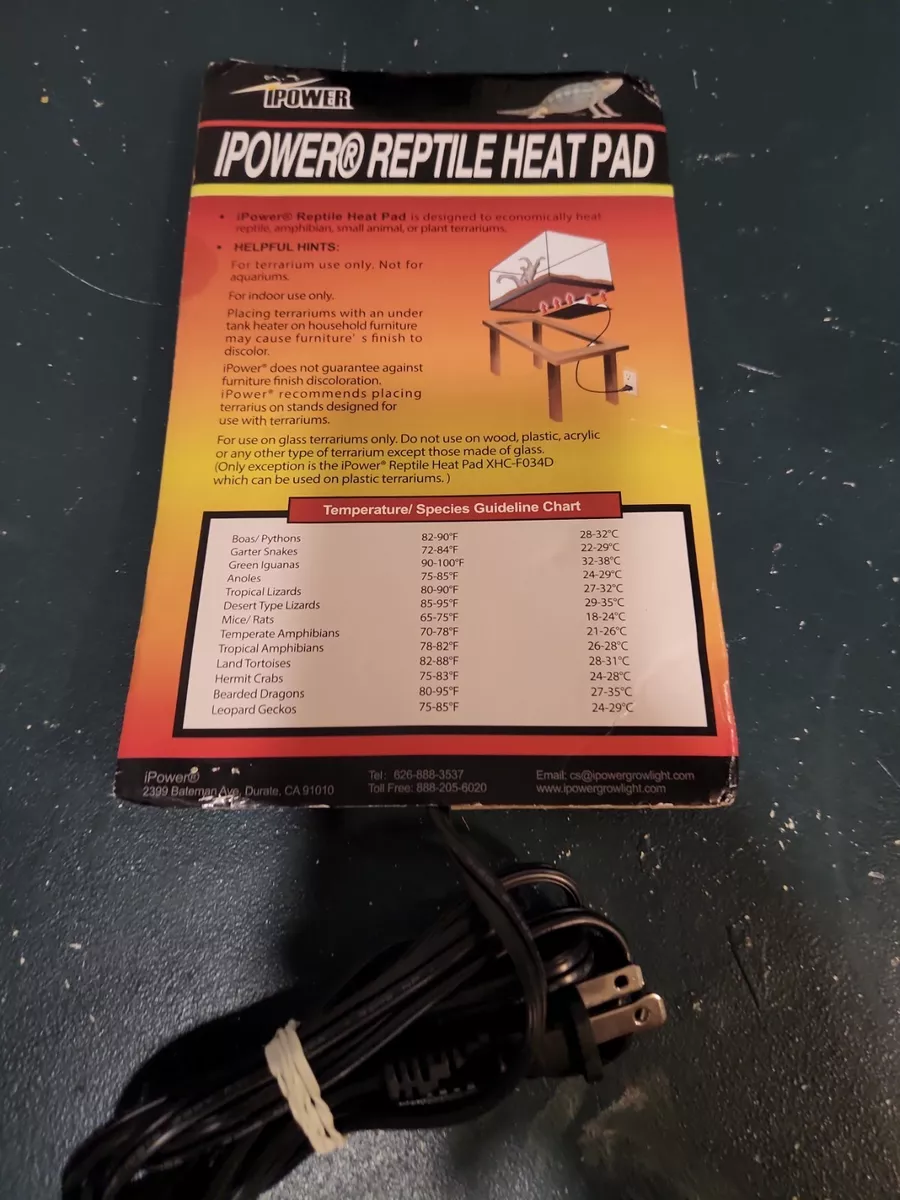 IPOWER
IPOWER® REPTILE HEAT PAD
• iPower® Reptile Heat Pad is designed to economically heat
reptile, amphibian, small animal, or plant terrariums.
• HELPFUL HINTS:
For terrarium use only. Not for
aquariums.
For indoor use only.
Placing terrariums with an under
tank heater on household furniture
may cause furniture' s finish to
discolor.
iPower® does not guarantee against
furniture finish discoloration.
iPower® recommends placing
terrarius on stands designed for
use with terrariums.
For use on glass terrariums only. Do not use on wood, plastic, acrylic
or any other type of terrarium except those made of glass.
(Only exception is the iPower® Reptile Heat Pad XHC-F034D
which can be used on plastic terrariums. )
Temperature/ Species Guideline Chart
Boas/ Pythons 82-90°F 28-32°C
Garter Snakes 72-84°F 22-29°C
Green Iguanas 90-100°F 32-38°C
Anoles 75-85°F 24-29°C
Tropical Lizards 80-90°F 27-32°C
Desert Type Lizards 85-95°F 29-35°C
Mice/ Rats 65-75°F 18-24°C
Temperate Amphibians 70-78°F 21-26°C
Tropical Amphibians 78-82°F 26-28°C
Land Tortoises 82-88°F 28-31°C
Hermit Crabs 75-83°F 24-28°C
Bearded Dragons 80-95°F 27-35°C
Leopard Geckos 75-85°F 24-29°C
iPower® Tel: 626-888-3537 Email: cs@ipowergrowlight.com
2399 Bateman Ave, Durate, CA 91010 Toll Free: 888-205-6020 www.ipowergrowlight.com